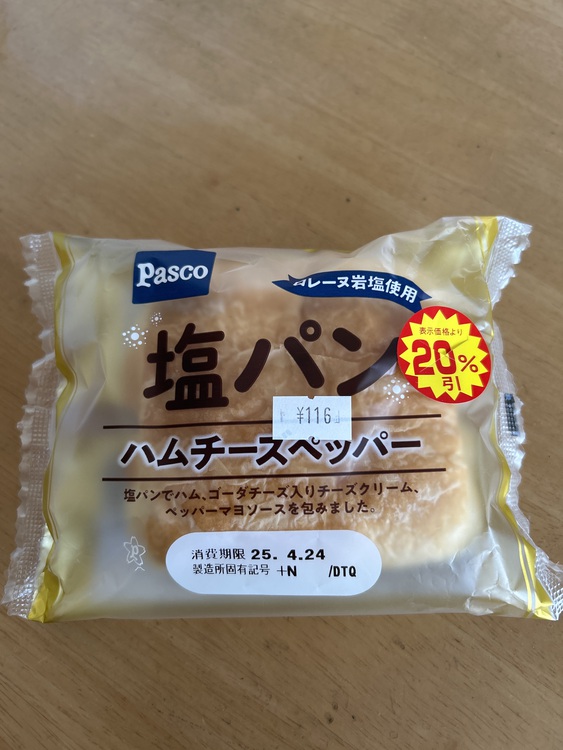 Pasco
レーヌ岩塩使用
塩パン
表示価格より
20%
引
¥116
ハムチーズペッパー
塩パンでハム、ゴーダチーズ入りチーズクリーム、
ペッパーマヨソースを包みました。
消費期限 25. 4.24
製造所固有記号 +N /DTQ